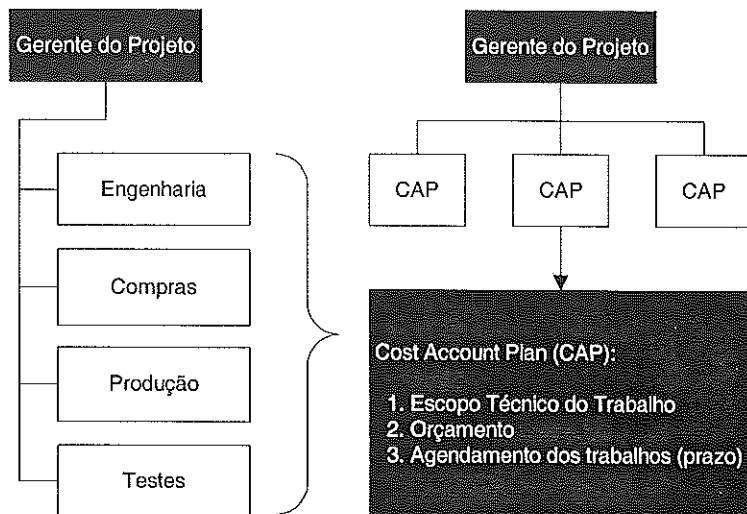 Gerente do Projeto
Engenharia
Compras
Produção
Testes
Gerente do Projeto
CAP
CAP
CAP
Cost Account Plan (CAP):
1. Escopo Técnico do Trabalho
2. Orçamento
3. Agendamento dos trabalhos (prazo)